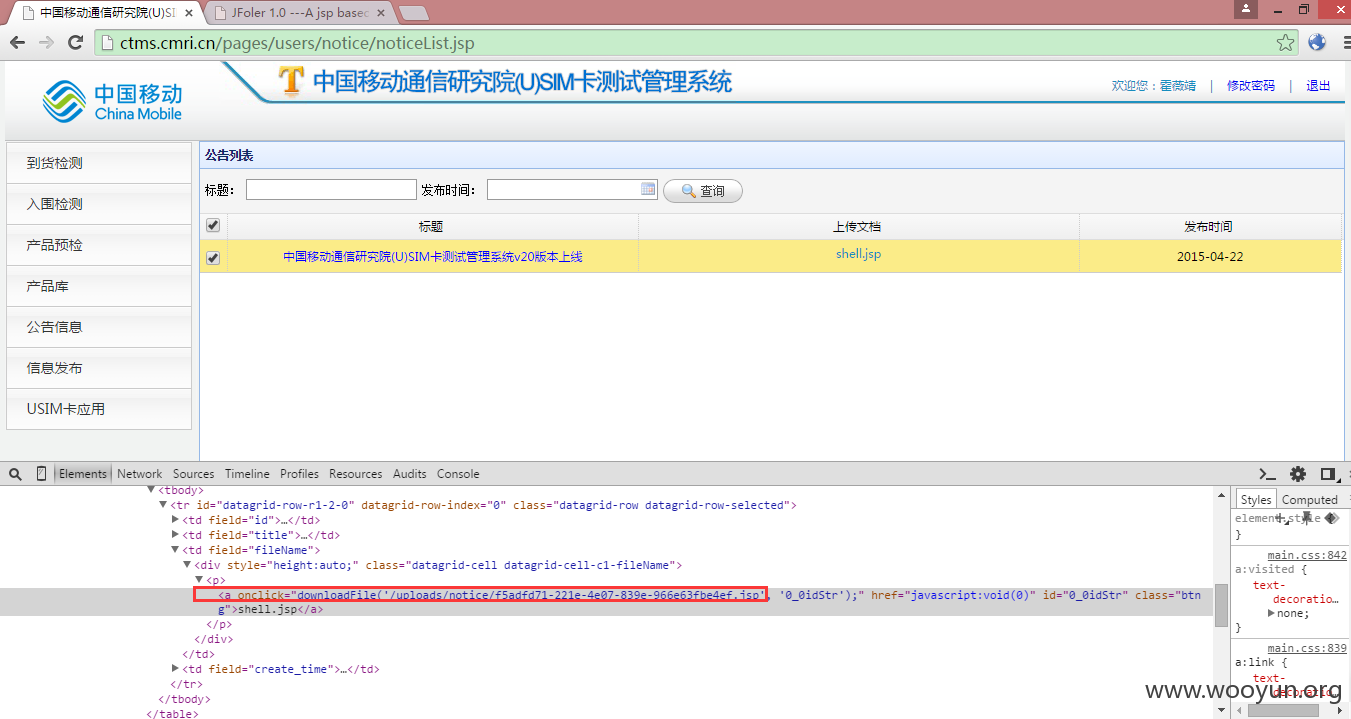 中国移动通信研究院(U)SI
JFoler 1.0 ---A jsp based
ctms.cmri.cn/pages/users/notice/noticeList.jsp
中国移动
China Mobile
中国移动通信研究院(U)SIM卡测试管理系统
欢迎您：霍薇靖 | 修改密码 | 退出
到货检测
入围检测
产品预检
产品库
公告信息
信息发布
USIM卡应用
公告列表
标题： 发布时间： 查询
标题 上传文档 发布时间
中国移动通信研究院(U)SIM卡测试管理系统v20版本上线 shell.jsp 2015-04-22
Elements Network Sources Timeline Profiles Resources Audits Console
▼<tbody>
▼<tr id="datagrid-row-r1-2-0" datagrid-row-index="0" class="datagrid-row datagrid-row-selected">
▶<td field="id">…</td>
▶<td field="title">…</td>
▼<td field="fileName">
▼<div style="height:auto;" class="datagrid-cell datagrid-cell-c1-fileName">
▼<p>
<a onclick="downloadFile('/uploads/notice/f5adfd71-221e-4e07-839e-966e63fbe4ef.jsp', '0_0idStr');" href="javascript:void(0)" id="0_0idStr" class="btn
g">shell.jsp</a>
</p>
</div>
</td>
▶<td field="create_time">…</td>
</tr>
</tbody>
</table>
Styles Computed
element.style
}
main.css:842
a:visited {
text-
decoratio…
▶none;
}
main.css:839
a:link {
text-
decoratio…
www.wooyun.org